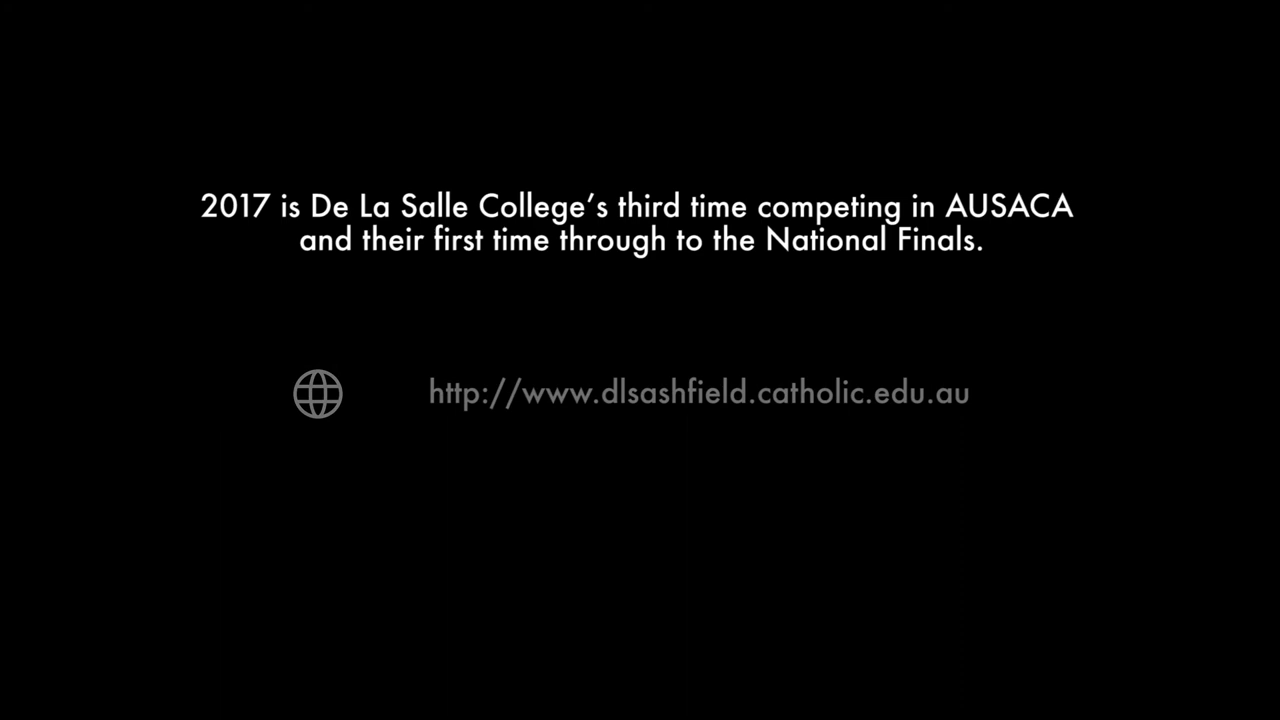 2017 is De La Salle College’s third time competing in AUSACA
and their first time through to the National Finals.
http://www.dlsashfield.catholic.edu.au